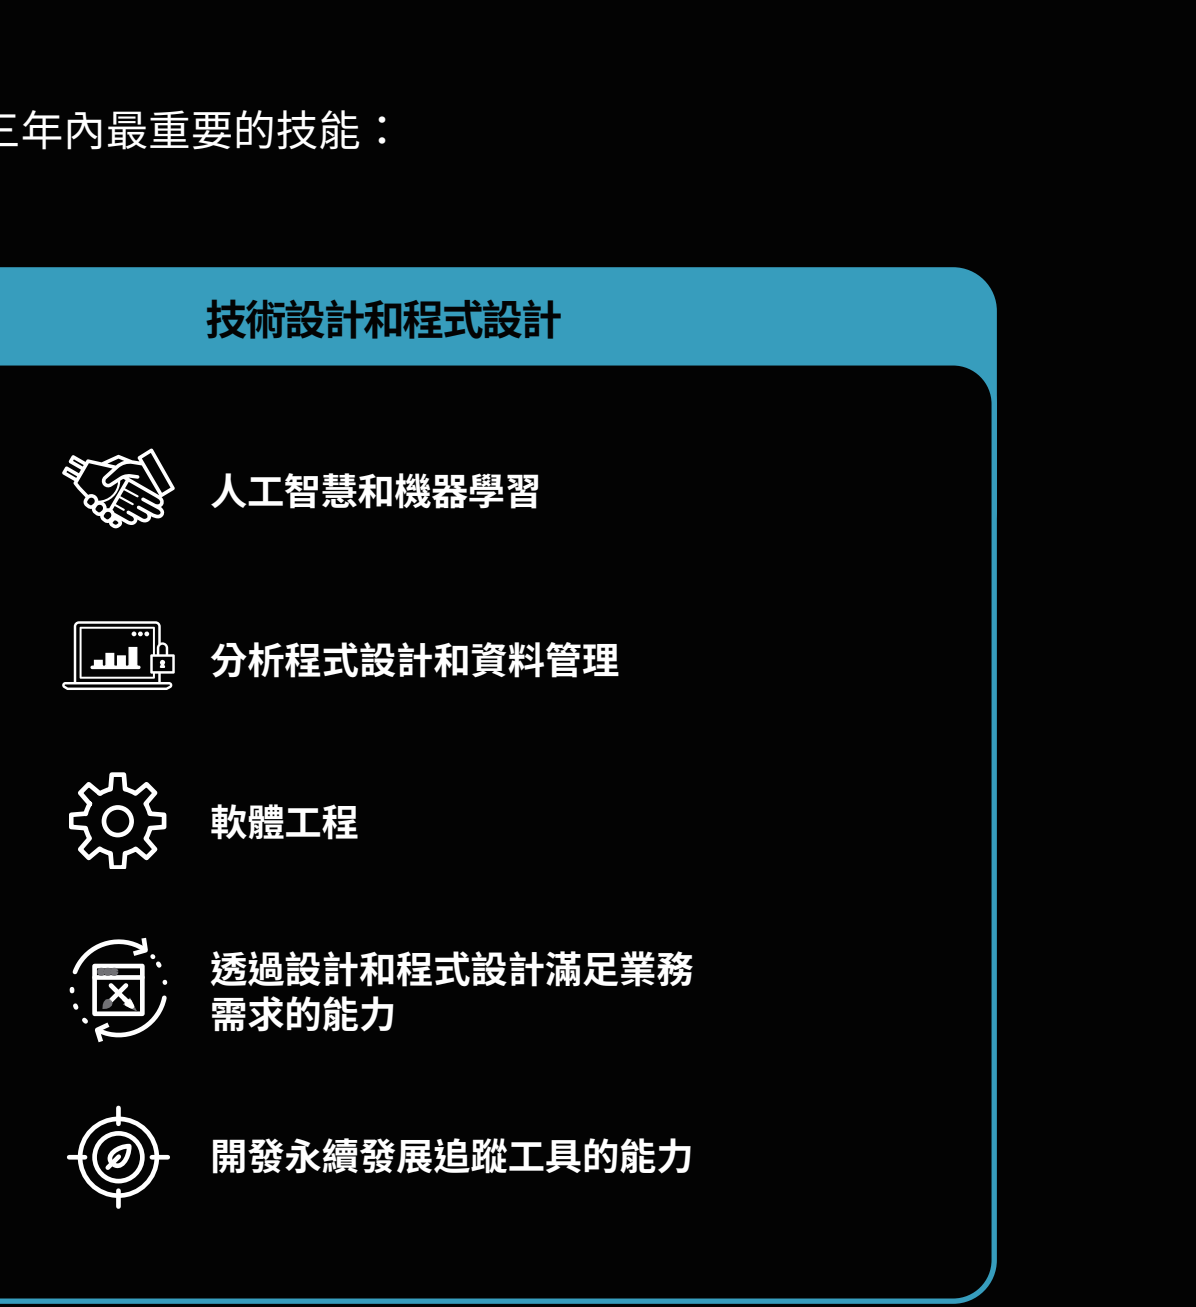 三年內最重要的技能：
技術設計和程式設計
人工智慧和機器學習
分析程式設計和資料管理
軟體工程
透過設計和程式設計滿足業務
需求的能力
開發永續發展追蹤工具的能力